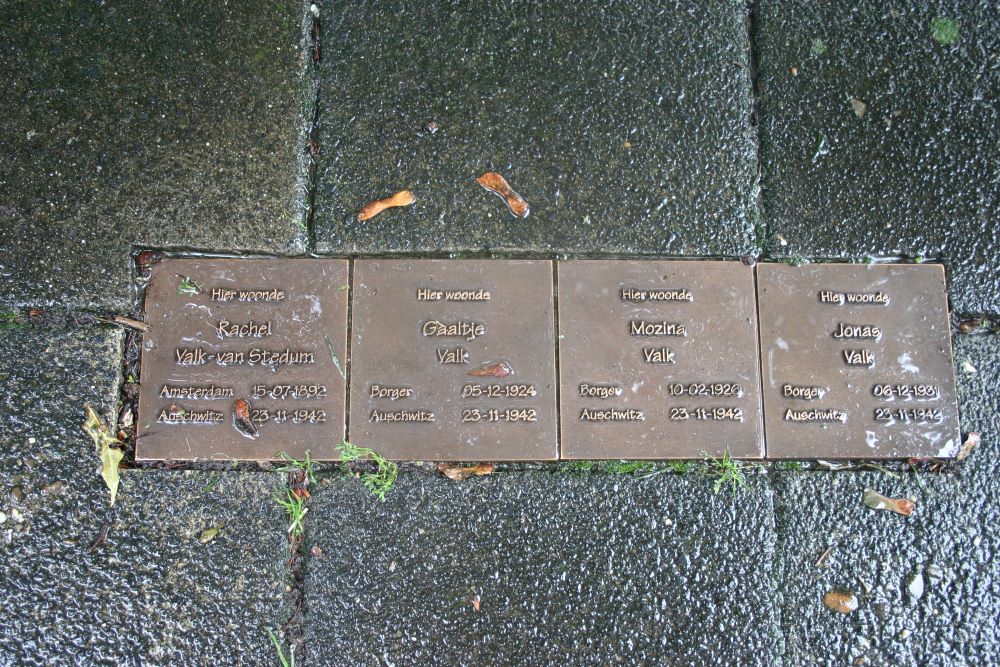 Hier woonde
Rachel
Valk-van Stedum
Amsterdam 15-07-1892
Auschwitz 23-11-1942
Hier woonde
Gaaltje
Valk
Borger 05-12-1924
Auschwitz 23-11-1942
Hier woonde
Mozina
Valk
Borger 10-02-1926
Auschwitz 23-11-1942
Hier woonde
Jonas
Valk
Borger 06-12-1931
Auschwitz 23-11-1942